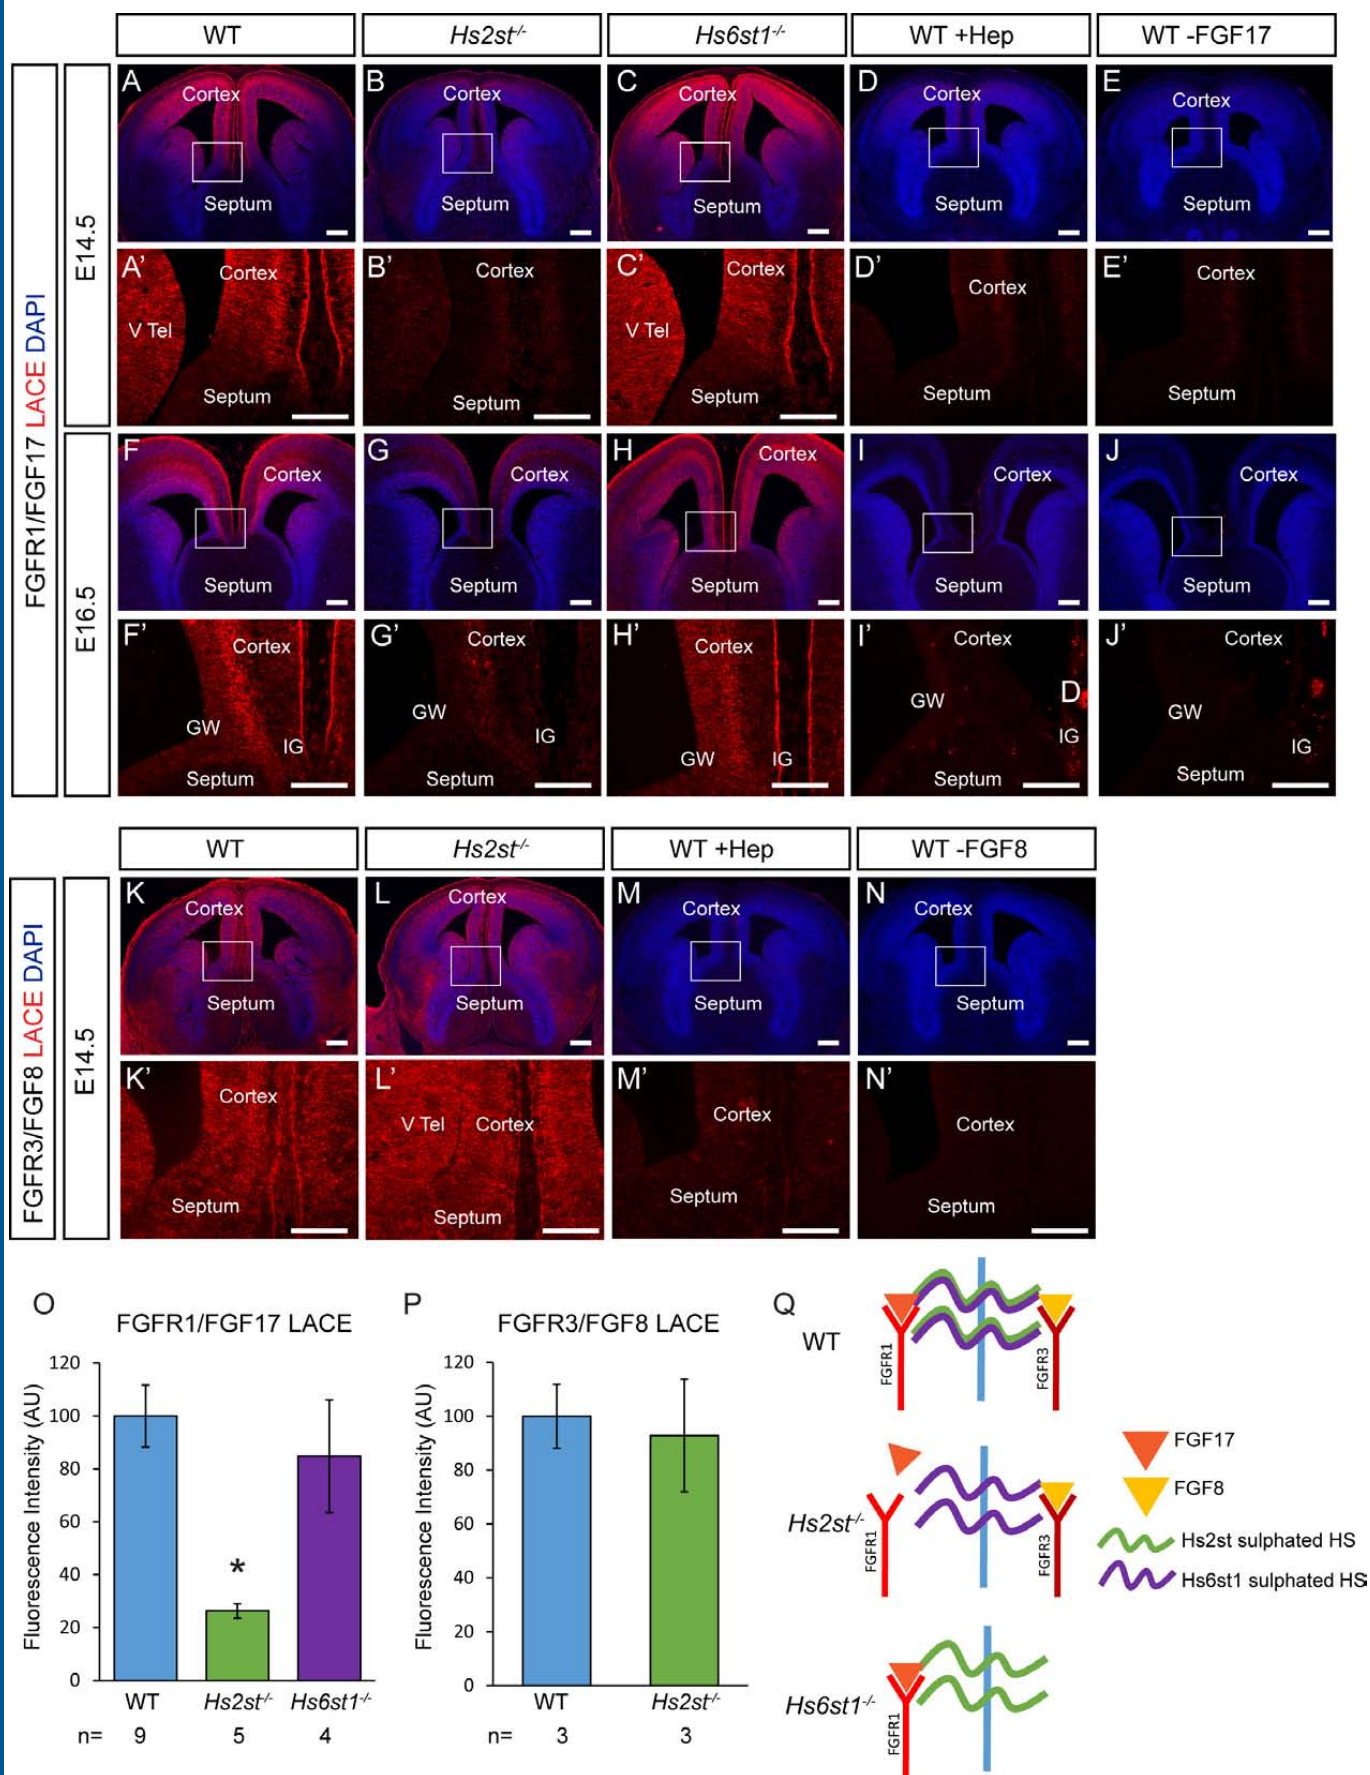 WT Hs2st-/- Hs6st1-/- WT +Hep WT -FGF17
FGFR1/FGF17 LACE DAPI
E14.5
A Cortex Septum
B Cortex Septum
C Cortex Septum
D Cortex Septum
E Cortex Septum
A’ Cortex V Tel Septum
B’ Cortex Septum
C’ Cortex V Tel Septum
D’ Cortex Septum
E’ Cortex Septum
E16.5
F Cortex Septum
G Cortex Septum
H Cortex Septum
I Cortex Septum
J Cortex Septum
F’ Cortex GW IG Septum
G’ Cortex GW IG Septum
H’ Cortex GW IG Septum
I’ Cortex GW D IG Septum
J’ Cortex GW IG Septum
WT Hs2st-/- WT +Hep WT -FGF8
FGFR3/FGF8 LACE DAPI
E14.5
K Cortex Septum
L Cortex Septum
M Cortex Septum
N Cortex Septum
K’ Cortex Septum
L’ V Tel Cortex Septum
M’ Cortex Septum
N’ Cortex Septum
O
FGFR1/FGF17 LACE
Fluorescence Intensity (AU)
120
100
80
60
40
20
0
*
WT Hs2st-/- Hs6st1-/-
n= 9 5 4
P
FGFR3/FGF8 LACE
Fluorescence Intensity (AU)
120
100
80
60
40
20
0
WT Hs2st-/-
n= 3 3
Q
WT
FGFR1
FGFR3
Hs2st-/-
FGFR1
FGFR3
Hs6st1-/-
FGFR1
FGF17
FGF8
Hs2st sulphated HS
Hs6st1 sulphated HS